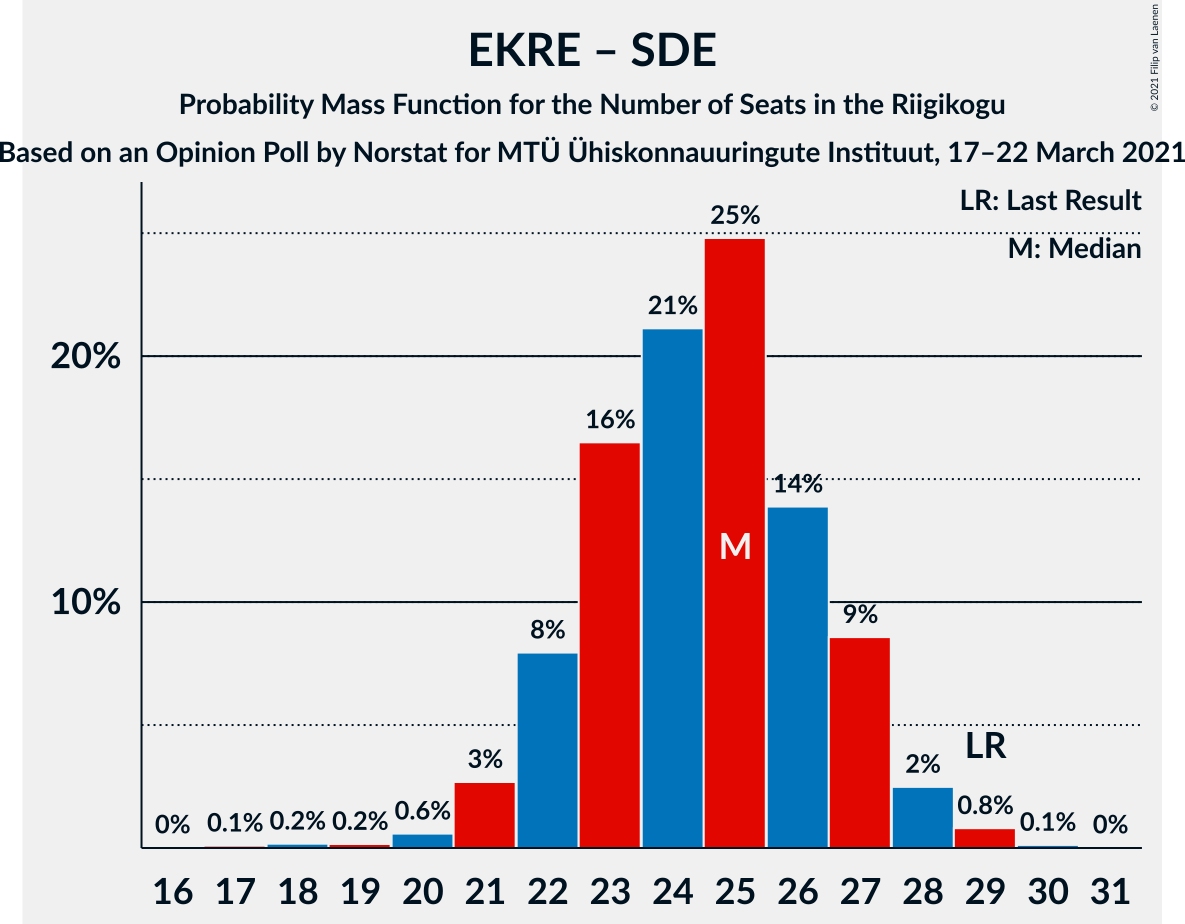 EKRE – SDE
Probability Mass Function for the Number of Seats in the Riigikogu
Based on an Opinion Poll by Norstat for MTÜ Ühiskonnauuringute Instituut, 17–22 March 2021
© 2021 Filip van Laenen
LR: Last Result
M: Median
25%
21%
20%
16%
14%
M
10%
9%
8%
LR
3%
2%
0% 0.1% 0.2% 0.2% 0.6% 0.8% 0.1% 0%
16 17 18 19 20 21 22 23 24 25 26 27 28 29 30 31